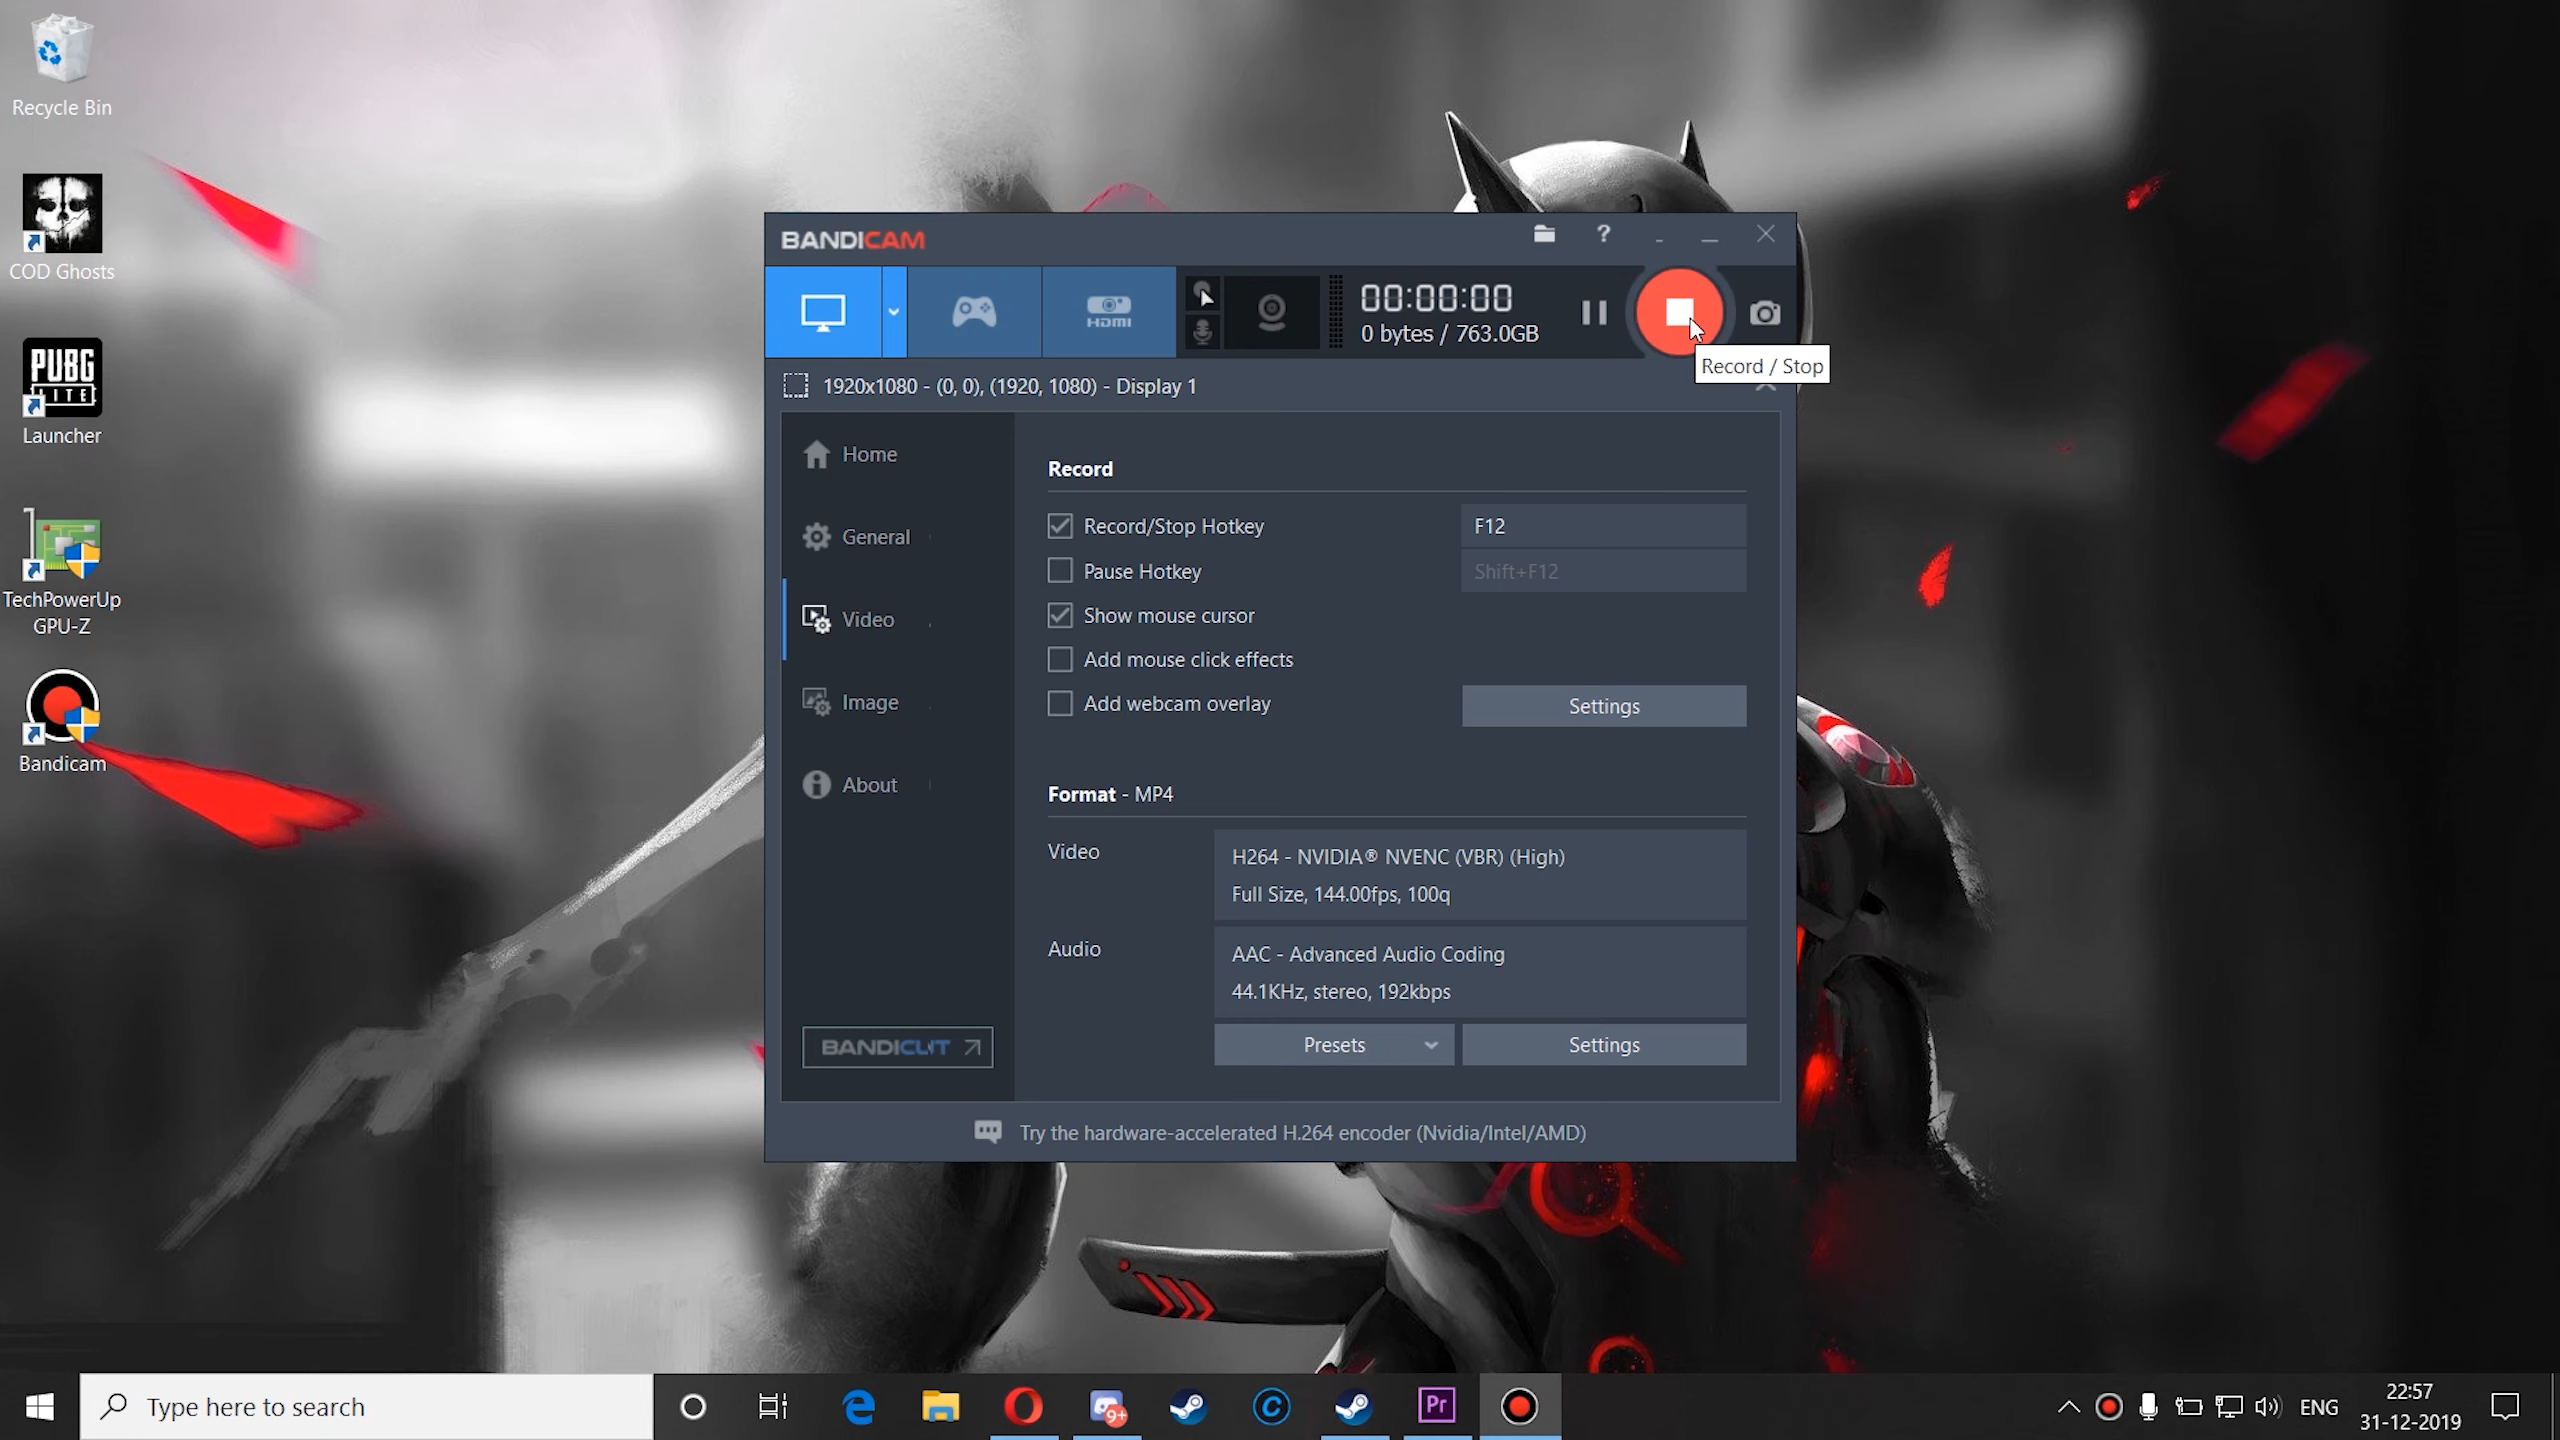 Recycle Bin
COD Ghosts
PUBG
LITE
Launcher
TechPowerUp
GPU-Z
Bandicam
BANDICAM
?
HDMI
00:00:00
0 bytes / 763.0GB
Record / Stop
1920x1080 - (0, 0), (1920, 1080) - Display 1
Home
General
Video
Image
About
BANDICUT
Record
Record/Stop Hotkey
F12
Pause Hotkey
Shift+F12
Show mouse cursor
Add mouse click effects
Add webcam overlay
Settings
Format - MP4
Video
H264 - NVIDIA® NVENC (VBR) (High)
Full Size, 144.00fps, 100q
Audio
AAC - Advanced Audio Coding
44.1KHz, stereo, 192kbps
Presets
Settings
Try the hardware-accelerated H.264 encoder (Nvidia/Intel/AMD)
Type here to search
9+
Pr
ENG
22:57
31-12-2019